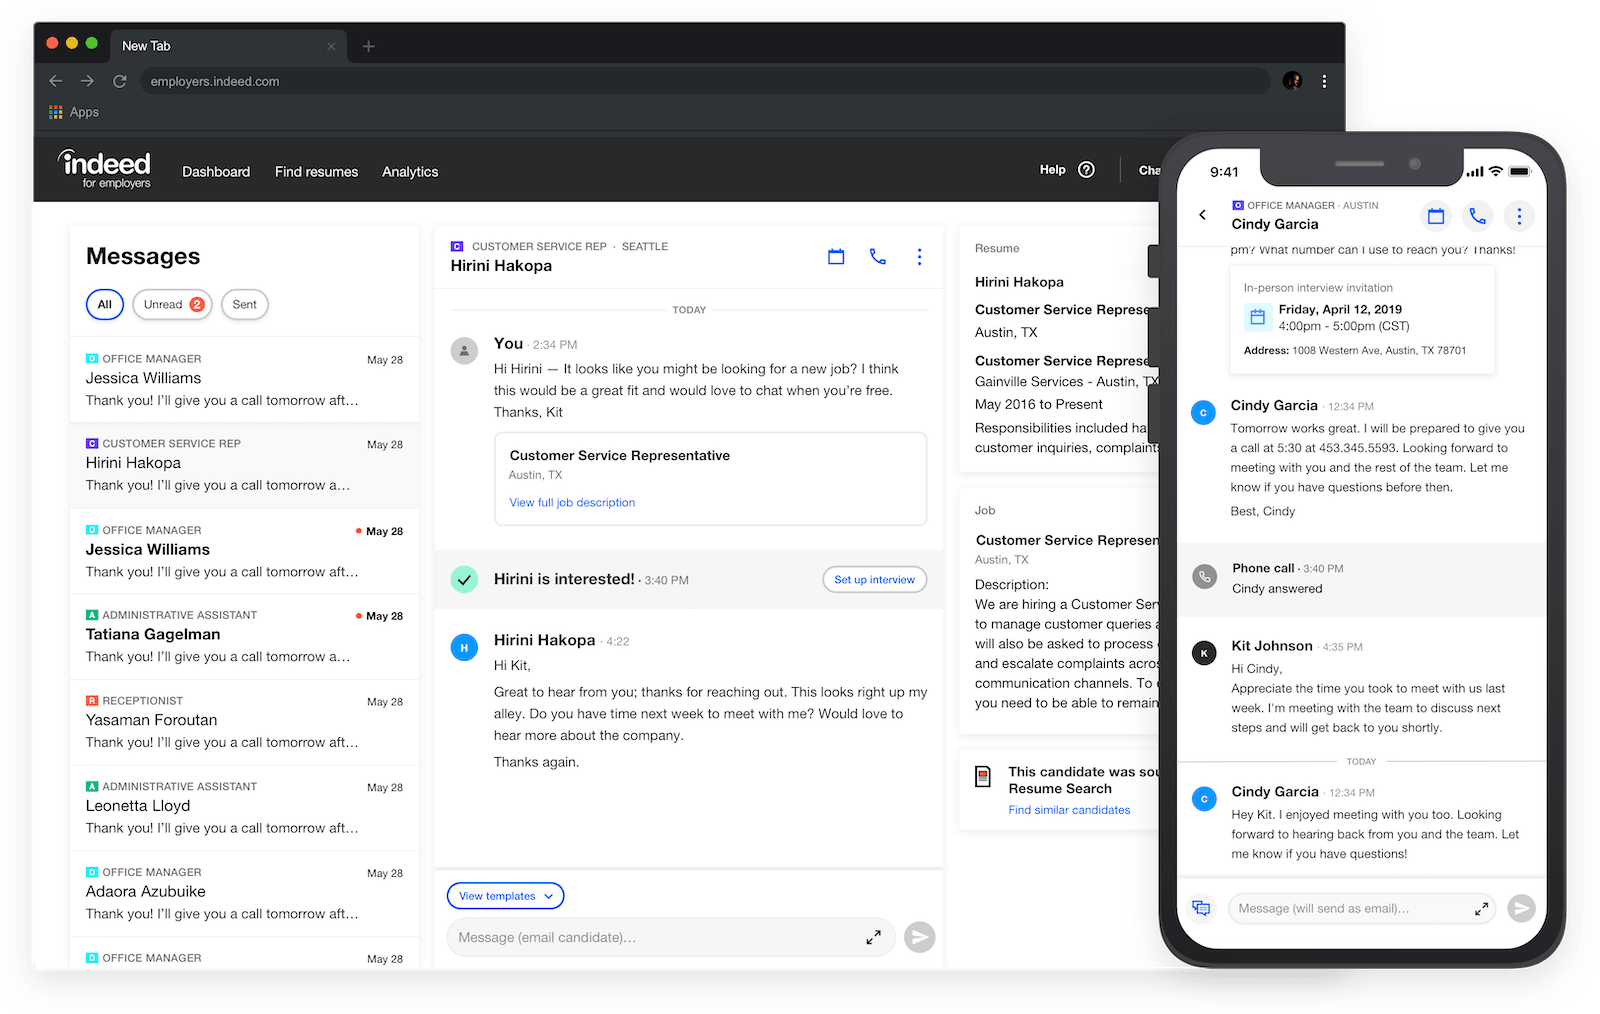 New Tab
employers.indeed.com
Apps
indeed
for employers
Dashboard
Find resumes
Analytics
Help
?
Cha
Messages
All
Unread 2
Sent
O OFFICE MANAGER
May 28
Jessica Williams
Thank you! I'll give you a call tomorrow aft…
C CUSTOMER SERVICE REP
May 28
Hirini Hakopa
Thank you! I'll give you a call tomorrow a…
O OFFICE MANAGER
May 28
Jessica Williams
Thank you! I'll give you a call tomorrow aft…
A ADMINISTRATIVE ASSISTANT
May 28
Tatiana Gagelman
Thank you! I'll give you a call tomorrow a…
R RECEPTIONIST
May 28
Yasaman Foroutan
Thank you! I'll give you a call tomorrow aft…
A ADMINISTRATIVE ASSISTANT
May 28
Leonetta Lloyd
Thank you! I'll give you a call tomorrow aft…
O OFFICE MANAGER
May 28
Adaora Azubuike
Thank you! I'll give you a call tomorrow aft…
O OFFICE MANAGER
May 28
C CUSTOMER SERVICE REP · SEATTLE
Hirini Hakopa
TODAY
You · 2:34 PM
Hi Hirini — It looks like you might be looking for a new job? I think
this would be a great fit and would love to chat when you're free.
Thanks, Kit
Customer Service Representative
Austin, TX
View full job description
Hirini is interested! · 3:40 PM
Set up interview
H
Hirini Hakopa · 4:22
Hi Kit,
Great to hear from you; thanks for reaching out. This looks right up my
alley. Do you have time next week to meet with me? Would love to
hear more about the company.
Thanks again.
View templates
Message (email candidate)…
Resume
Hirini Hakopa
Customer Service Represe
Austin, TX
Customer Service Represe
Gainville Services - Austin, TX
May 2016 to Present
Responsibilities included ha
customer inquiries, complaint
Job
Customer Service Represen
Austin, TX
Description:
We are hiring a Customer Ser
to manage customer queries a
will also be asked to process
and escalate complaints acros
communication channels. To
you need to be able to remain
This candidate was sou
Resume Search
Find similar candidates
9:41
O OFFICE MANAGER · AUSTIN
Cindy Garcia
pm? What number can I use to reach you? Thanks!
In-person interview invitation
Friday, April 12, 2019
4:00pm - 5:00pm (CST)
Address: 1008 Western Ave, Austin, TX 78701
C
Cindy Garcia · 12:34 PM
Tomorrow works great. I will be prepared to give you
a call at 5:30 at 453.345.5593. Looking forward to
meeting with you and the rest of the team. Let me
know if you have questions before then.
Best, Cindy
Phone call · 3:40 PM
Cindy answered
K
Kit Johnson · 4:35 PM
Hi Cindy,
Appreciate the time you took to meet with us last
week. I'm meeting with the team to discuss next
steps and will get back to you shortly.
TODAY
C
Cindy Garcia · 12:34 PM
Hey Kit. I enjoyed meeting with you too. Looking
forward to hearing back from you and the team. Let
me know if you have questions!
Message (will send as email)…